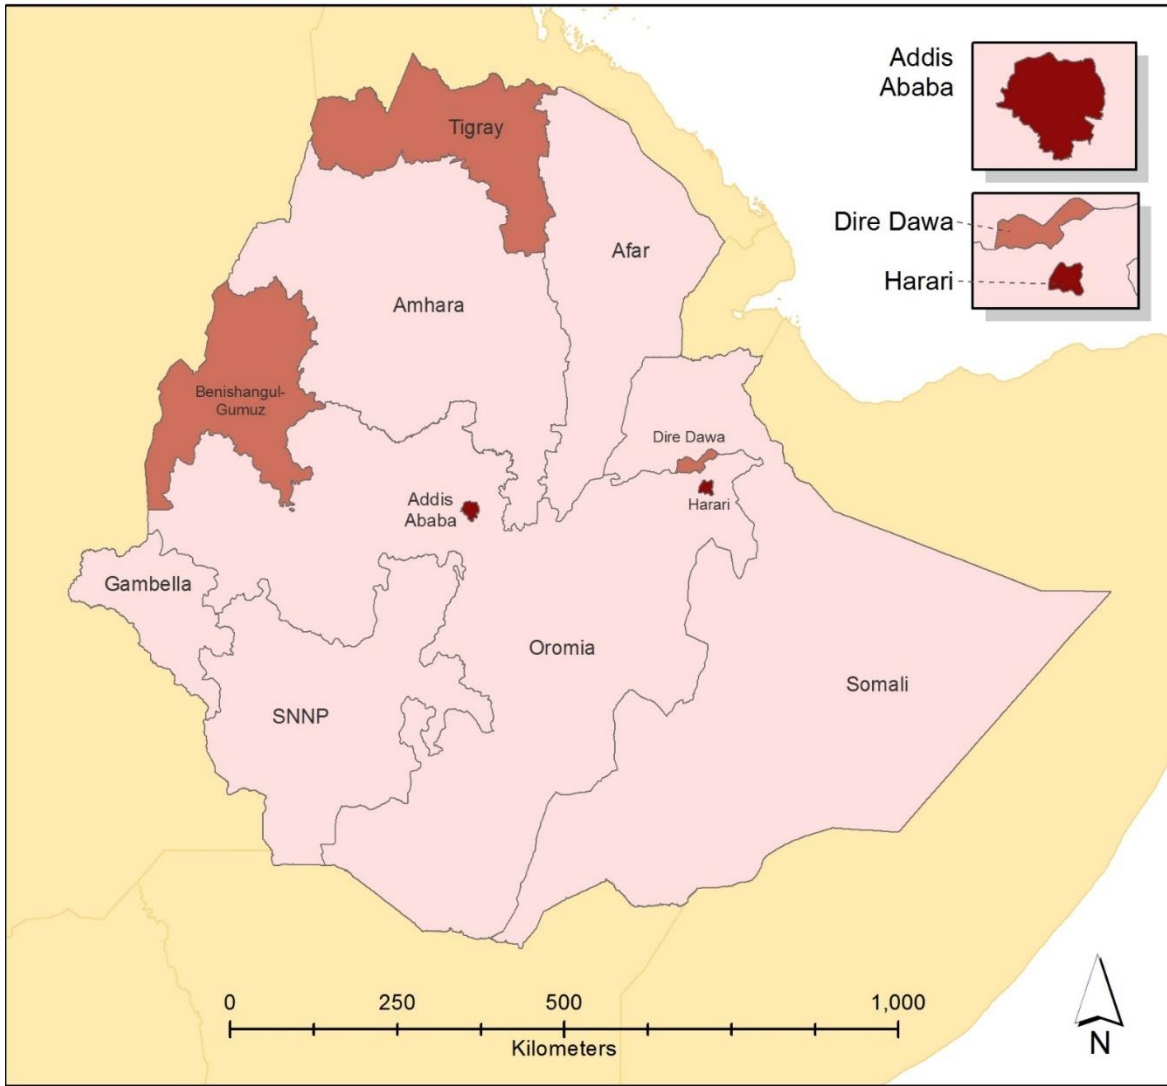 Addis
Ababa
Dire Dawa
Harari
Tigray
Afar
Amhara
Benishangul-
Gumuz
Dire Dawa
Harari
Addis
Ababa
Gambella
Oromia
Somali
SNNP
0 250 500 1,000
Kilometers
N